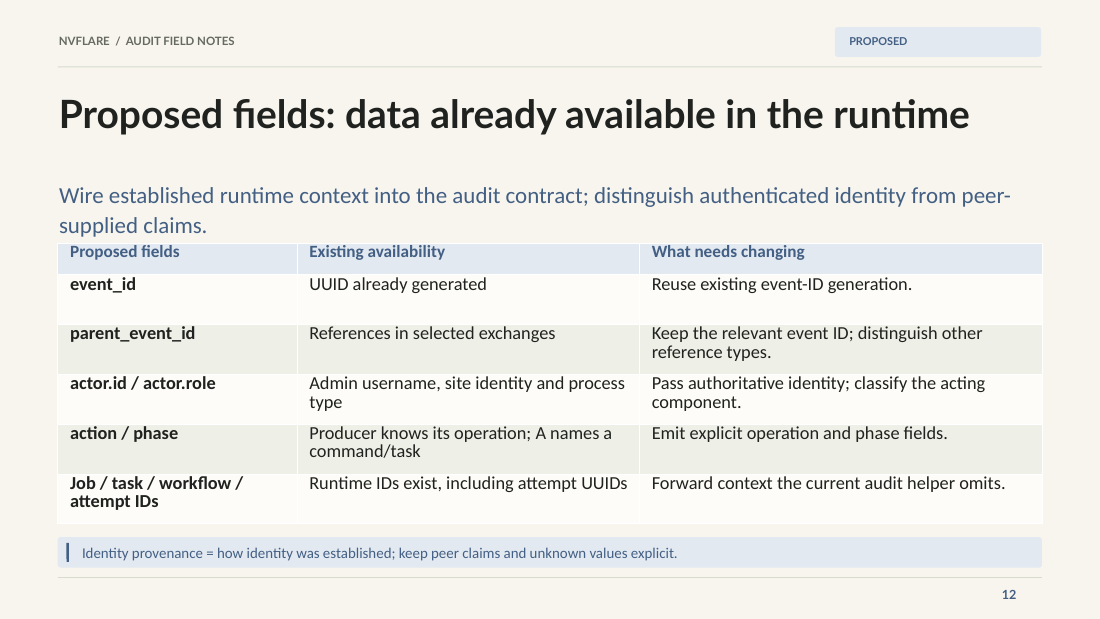 NVFLARE / AUDIT FIELD NOTES
PROPOSED
Proposed fields: data already available in the runtime
Wire established runtime context into the audit contract; distinguish authenticated identity from peer-
supplied claims.
Proposed fields
Existing availability
What needs changing
event_id
UUID already generated
Reuse existing event-ID generation.
parent_event_id
References in selected exchanges
Keep the relevant event ID; distinguish other
reference types.
actor.id / actor.role
Admin username, site identity and process
type
Pass authoritative identity; classify the acting
component.
action / phase
Producer knows its operation; A names a
command/task
Emit explicit operation and phase fields.
Job / task / workflow /
attempt IDs
Runtime IDs exist, including attempt UUIDs
Forward context the current audit helper omits.
Identity provenance = how identity was established; keep peer claims and unknown values explicit.
12